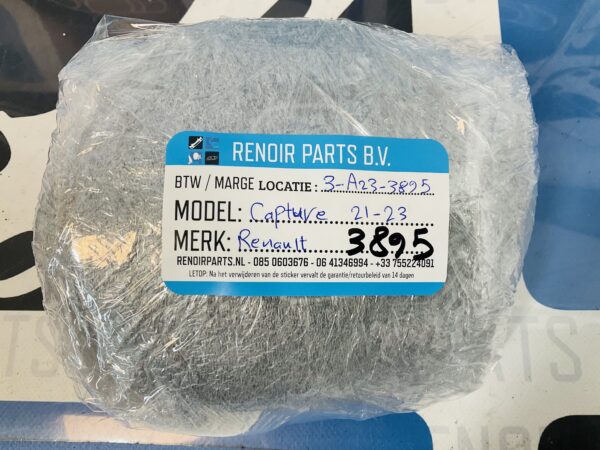 RENOIR PARTS B.V.
BTW / MARGE LOCATIE: 3-A23-3895
MODEL: Capture 21-23
MERK: Renault 3895
RENOIRPARTS.NL - 085 0603676 - 06 41346994 - +33 755224091
LETOP: Na het verwijderen van de sticker vervalt de garantie/retourbeleid van 14 dagen
PARTS